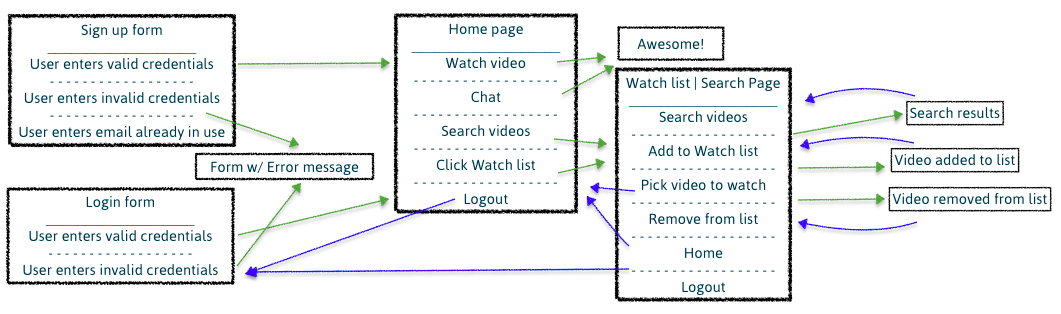 Sign up form
User enters valid credentials
User enters invalid credentials
User enters email already in use
Form w/ Error message
Login form
User enters valid credentials
User enters invalid credentials
Home page
Watch video
Chat
Search videos
Click Watch list
Logout
Awesome!
Watch list | Search Page
Search videos
Add to Watch list
Pick video to watch
Remove from list
Home
Logout
Search results
Video added to list
Video removed from list